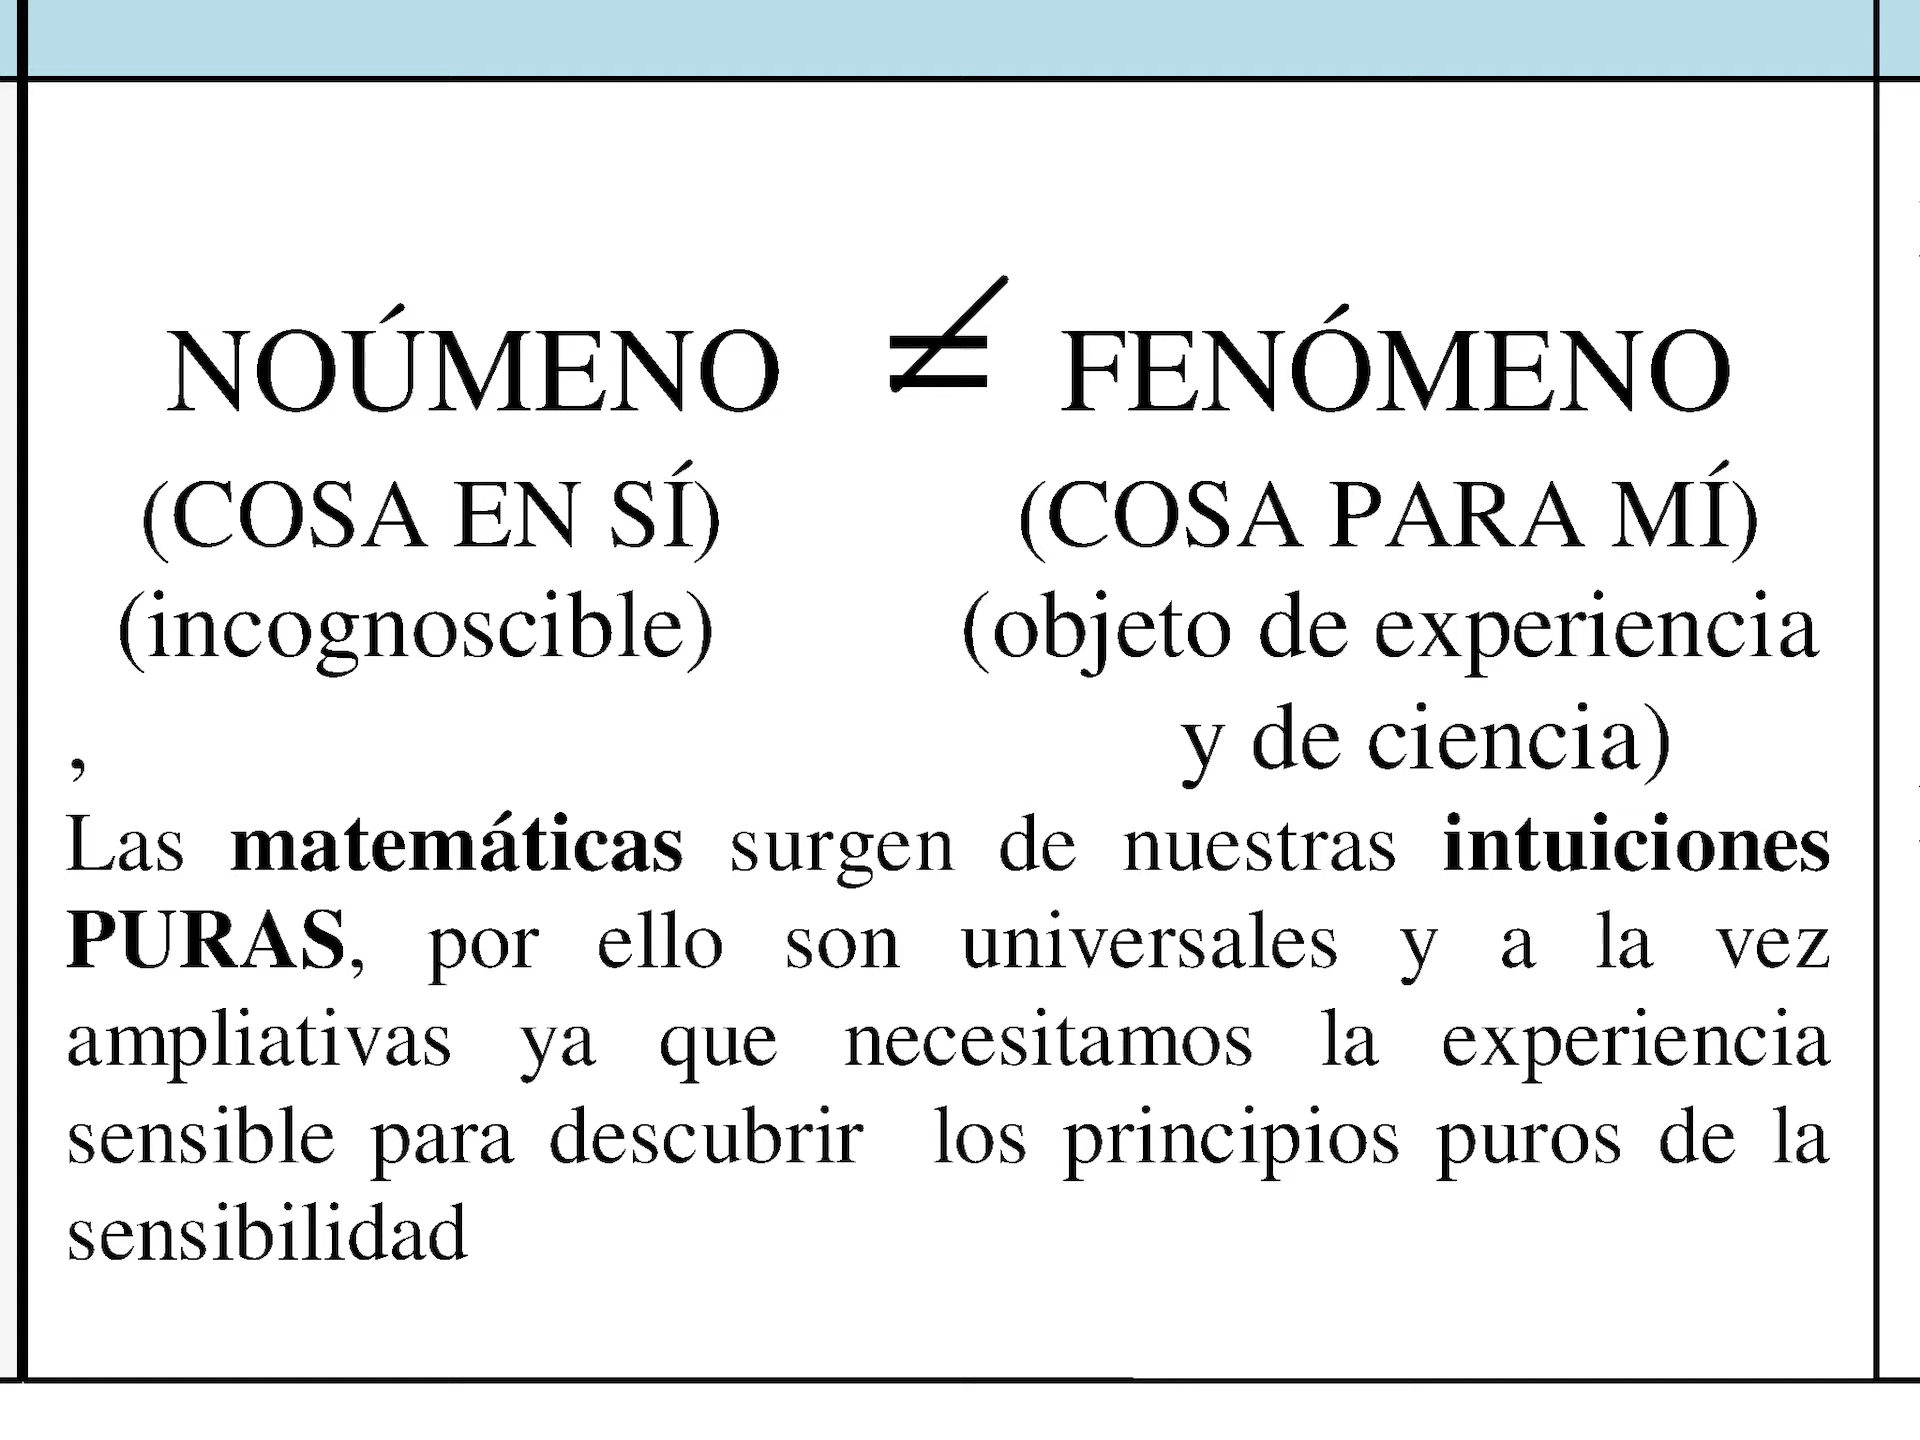 NOÚMENO ≠ FENÓMENO
(COSA EN SÍ) (COSA PARA MÍ)
(incognoscible) (objeto de experiencia
, y de ciencia)
Las matemáticas surgen de nuestras intuiciones
PURAS, por ello son universales y a la vez
ampliativas ya que necesitamos la experiencia
sensible para descubrir los principios puros de la
sensibilidad